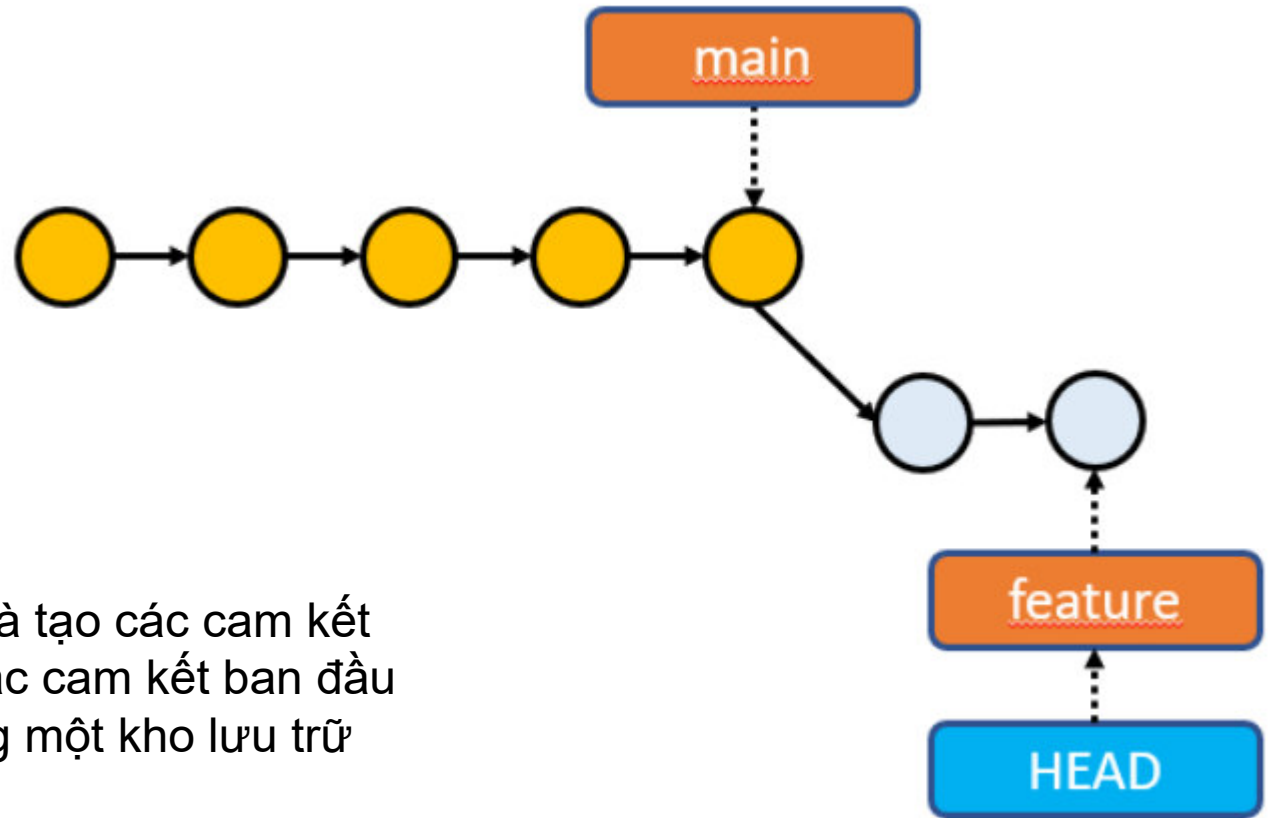 main
feature
à tạo các cam kết
ác cam kết ban đầu
g một kho lưu trữ
HEAD